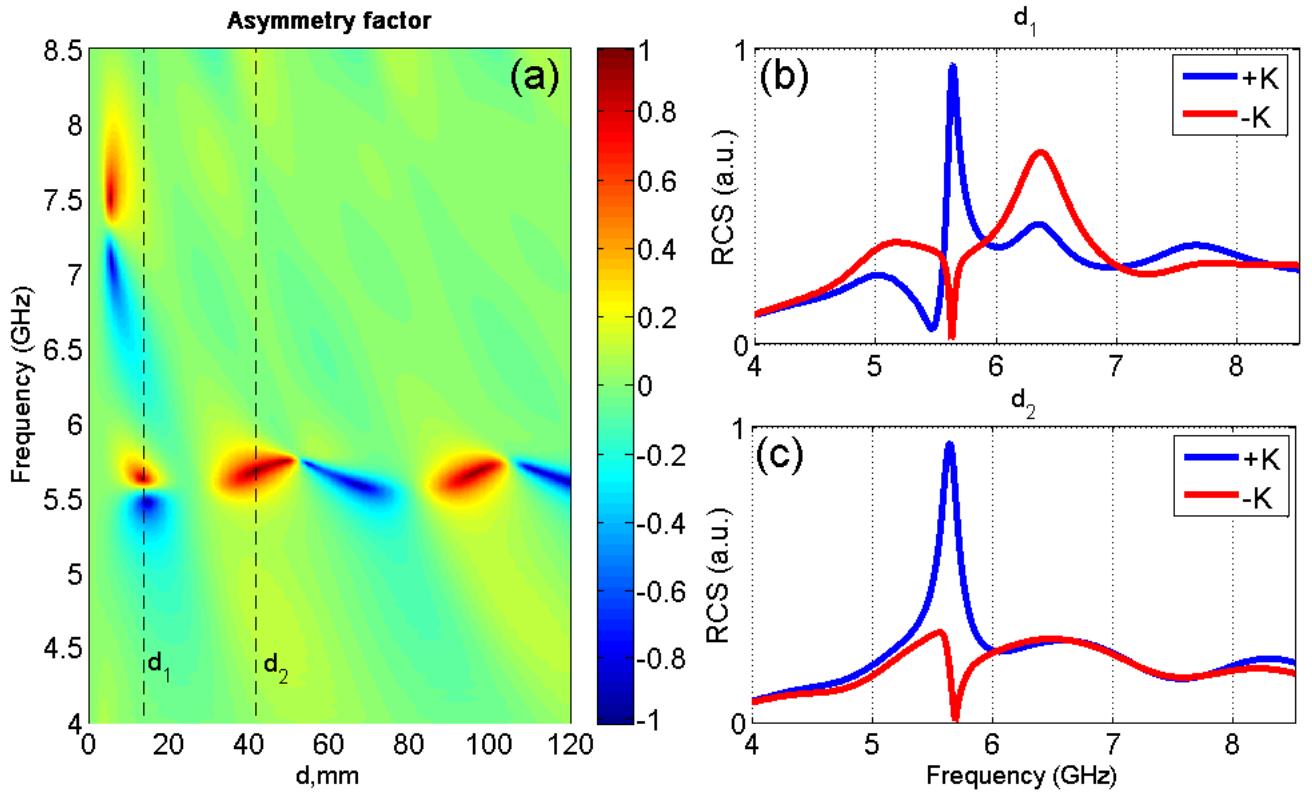 Asymmetry factor
(a)
Frequency (GHz)
8.5
8
7.5
7
6.5
6
5.5
5
4.5
4
d1
d2
0 20 40 60 80 100 120
d,mm
1
0.8
0.6
0.4
0.2
0
-0.2
-0.4
-0.6
-0.8
-1
d1
(b)
+K
-K
RCS (a.u.)
1
0
4 5 6 7 8
d2
(c)
+K
-K
RCS (a.u.)
1
0
4 5 6 7 8
Frequency (GHz)